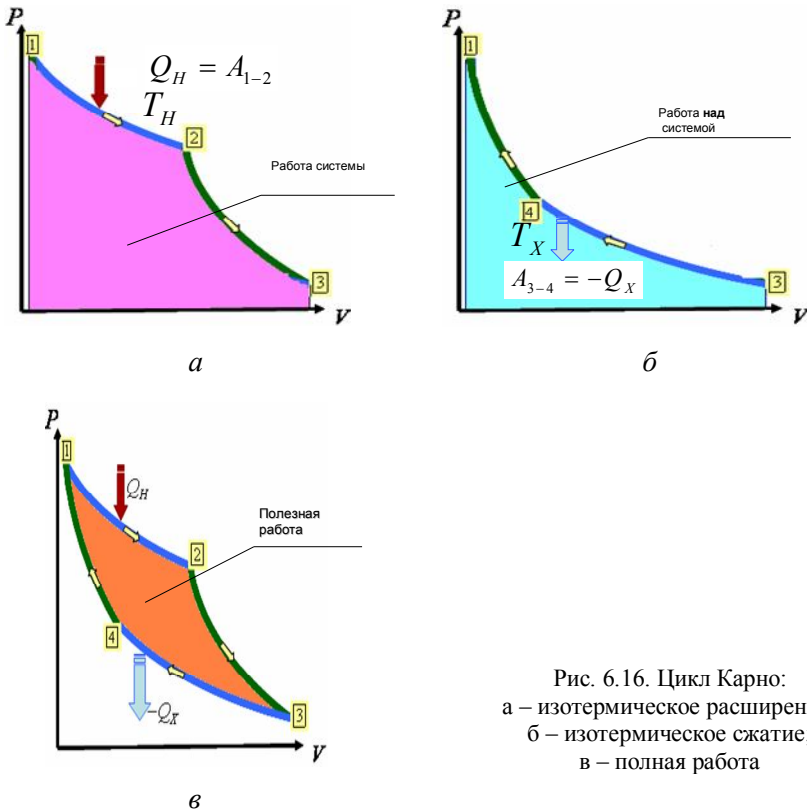 P
1
Q_H = A_{1-2}
T_H
2
Работа системы
3
V
а
P
1
Работа над
системой
4
T_X
A_{3-4} = -Q_X
3
V
б
P
1
Q_H
Полезная
работа
2
4
-Q_X
3
V
в
Рис. 6.16. Цикл Карно:
а – изотермическое расширен
б – изотермическое сжатие
в – полная работа